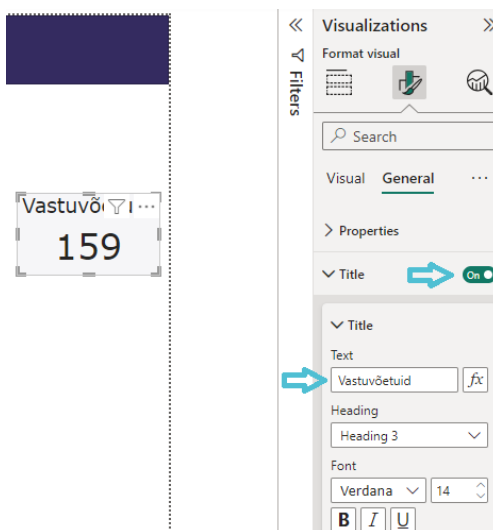 Vastuvõ
159
Filters
Visualizations
Format visual
Search
Visual General
Properties
Title
On
Title
Text
Vastuvõetuid
fx
Heading
Heading 3
Font
Verdana 14
B I U